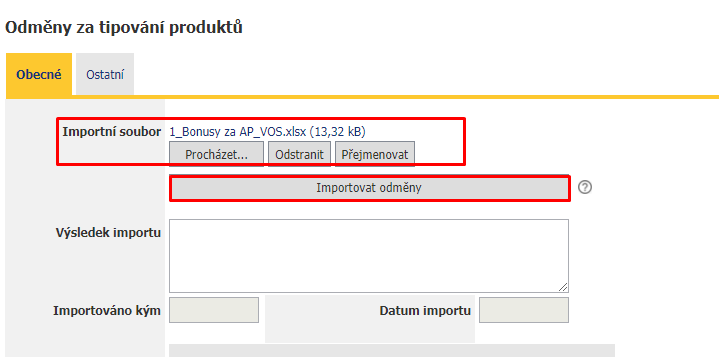 Odměny za tipování produktů
Obecné Ostatní
Importní soubor 1_Bonusy za AP_VOS.xlsx (13,32 kB)
Procházet... Odstranit Přejmenovat
Importovat odměny ?
Výsledek importu
Importováno kým Datum importu